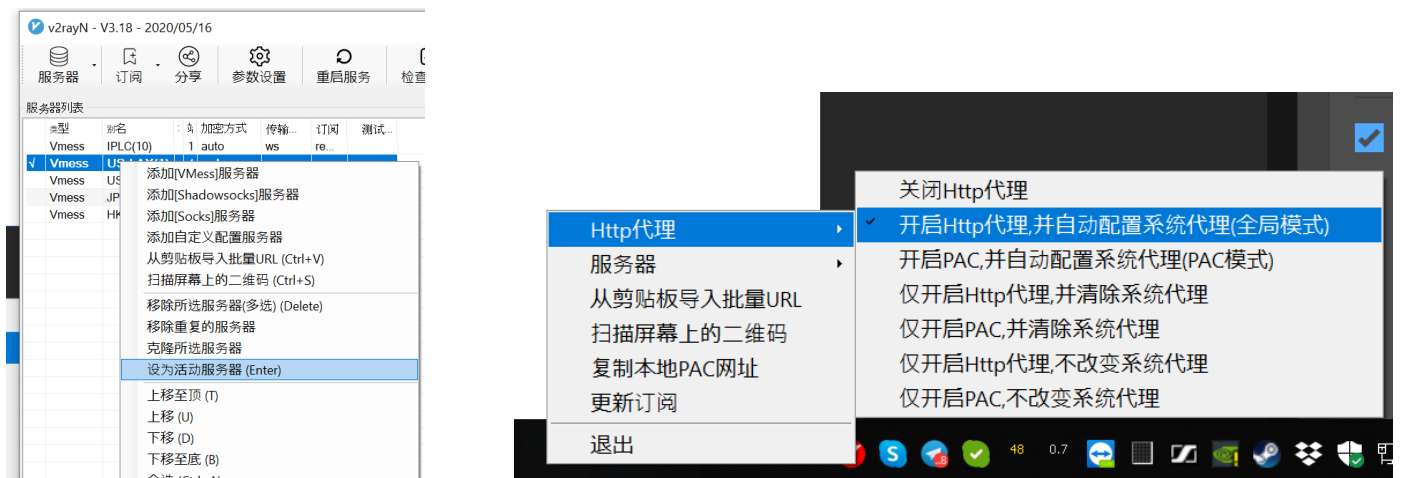 v2rayN - V3.18 - 2020/05/16
服务器 订阅 分享 参数设置 重启服务
服务器列表
类型 别名 加密方式 传输... 订阅 测试...
Vmess IPLC(10) 1 auto ws re...
√ Vmess
Vmess US
Vmess JP
Vmess HK
添加[VMess]服务器
添加[Shadowsocks]服务器
添加[Socks]服务器
添加自定义配置服务器
从剪贴板导入批量URL (Ctrl+V)
扫描屏幕上的二维码 (Ctrl+S)
移除所选服务器(多选) (Delete)
移除重复的服务器
克隆所选服务器
设为活动服务器 (Enter)
上移至顶 (T)
上移 (U)
下移 (D)
下移至底 (B)
Http代理
服务器
从剪贴板导入批量URL
扫描屏幕上的二维码
复制本地PAC网址
更新订阅
退出
关闭Http代理
开启Http代理,并自动配置系统代理(全局模式)
开启PAC,并自动配置系统代理(PAC模式)
仅开启Http代理,并清除系统代理
仅开启PAC,并清除系统代理
仅开启Http代理,不改变系统代理
仅开启PAC,不改变系统代理
48 0.7